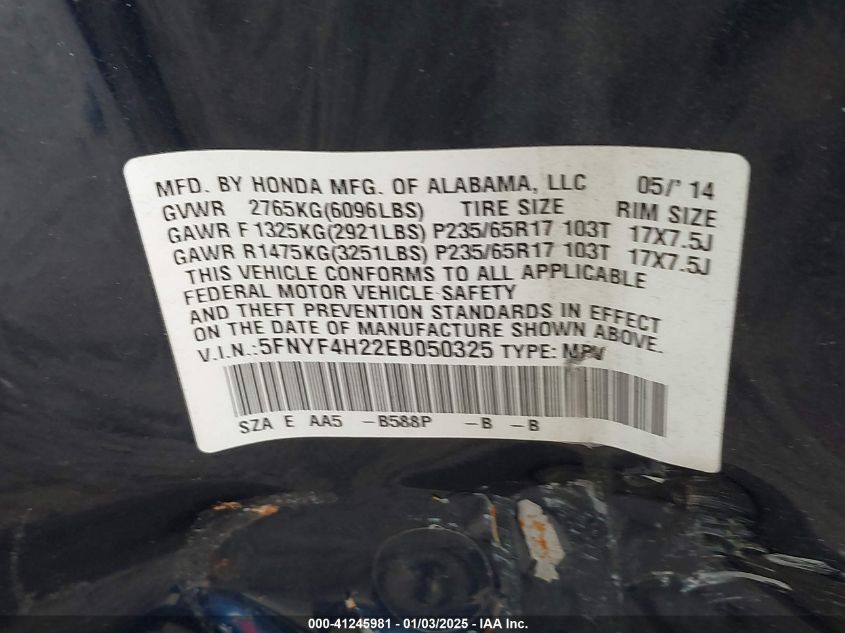 MFD. BY HONDA MFG. OF ALABAMA, LLC 05/' 14
GVWR 2765KG(6096LBS) TIRE SIZE RIM SIZE
GAWR F 1325KG(2921LBS) P235/65R17 103T 17X7.5J
GAWR R1475KG(3251LBS) P235/65R17 103T 17X7.5J
THIS VEHICLE CONFORMS TO ALL APPLICABLE
FEDERAL MOTOR VEHICLE SAFETY
AND THEFT PREVENTION STANDARDS IN EFFECT
ON THE DATE OF MANUFACTURE SHOWN ABOVE.
V.I.N.:5FNYF4H22EB050325 TYPE: MPV
SZA E AA5 -B588P -B -B
000-41245981 - 01/03/2025 - IAA Inc.